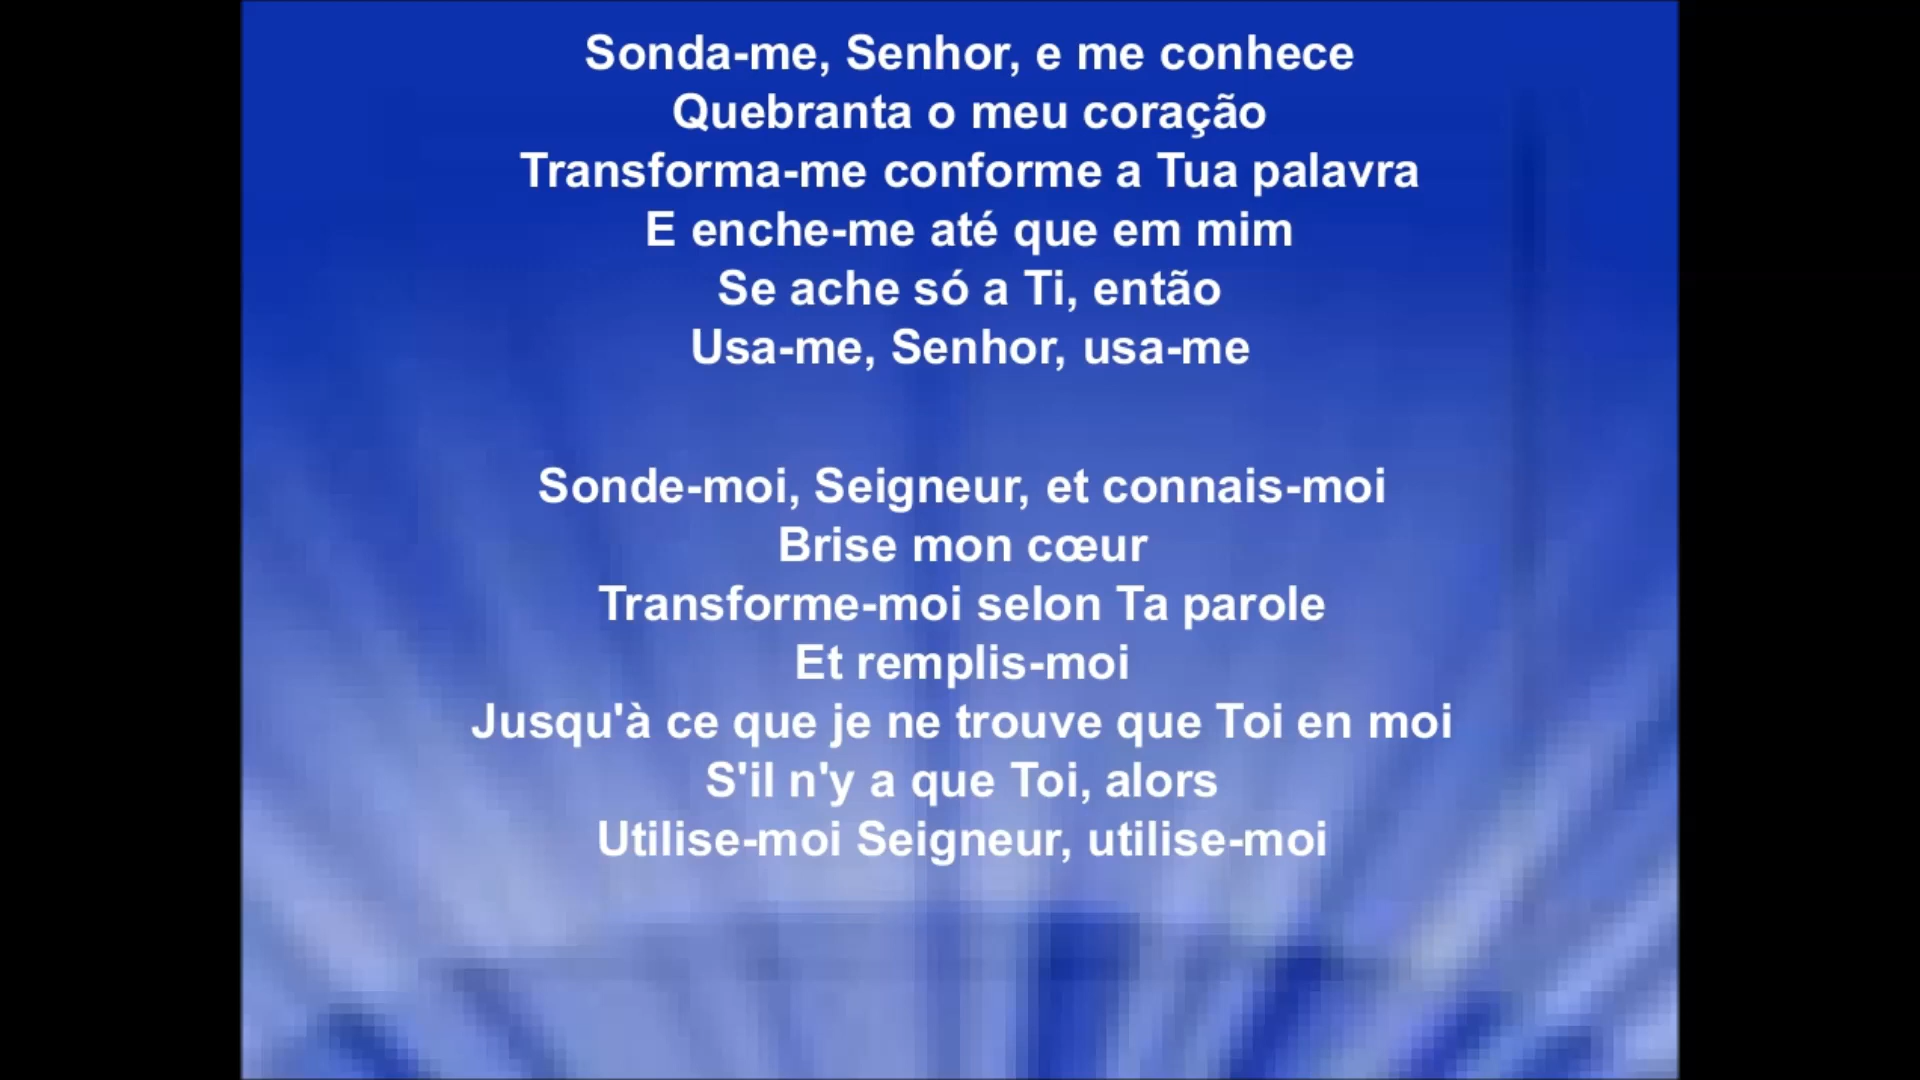 Sonda-me, Senhor, e me conhece
Quebranta o meu coração
Transforma-me conforme a Tua palavra
E enche-me até que em mim
Se ache só a Ti, então
Usa-me, Senhor, usa-me
Sonde-moi, Seigneur, et connais-moi
Brise mon cœur
Transforme-moi selon Ta parole
Et remplis-moi
Jusqu'à ce que je ne trouve que Toi en moi
S'il n'y a que Toi, alors
Utilise-moi Seigneur, utilise-moi